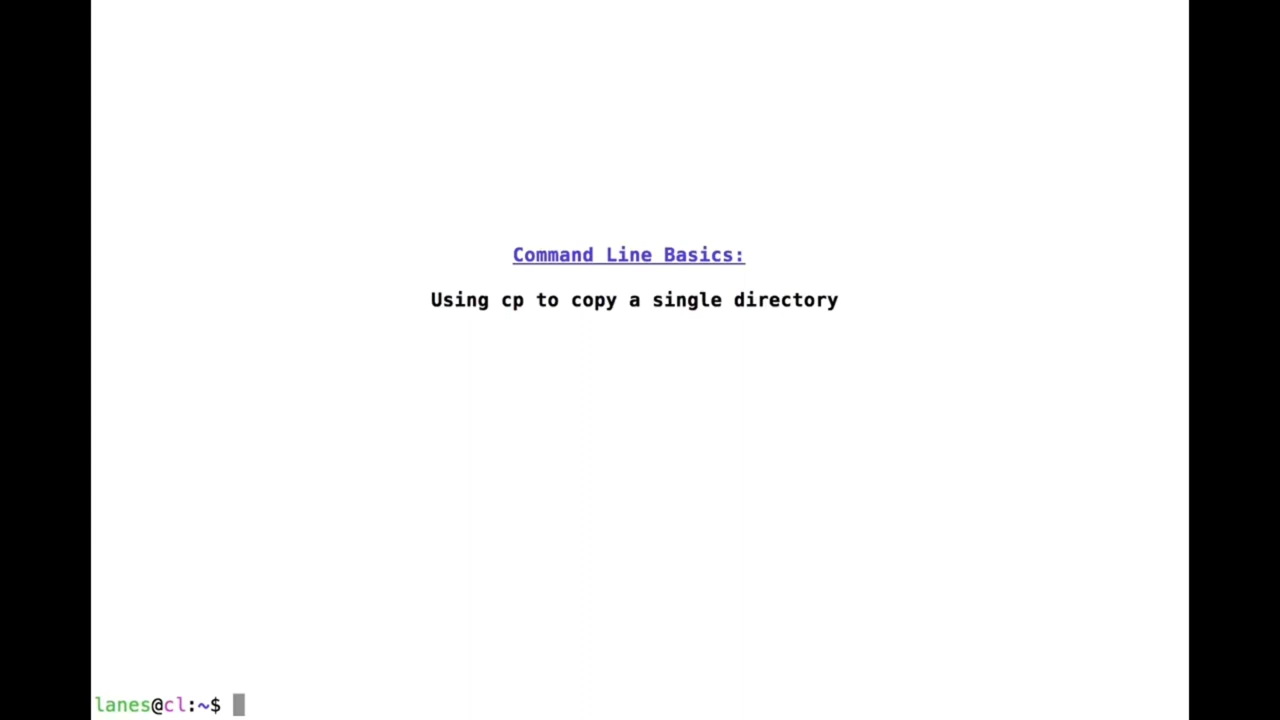 Command Line Basics:
Using cp to copy a single directory
lanes@cl:~$